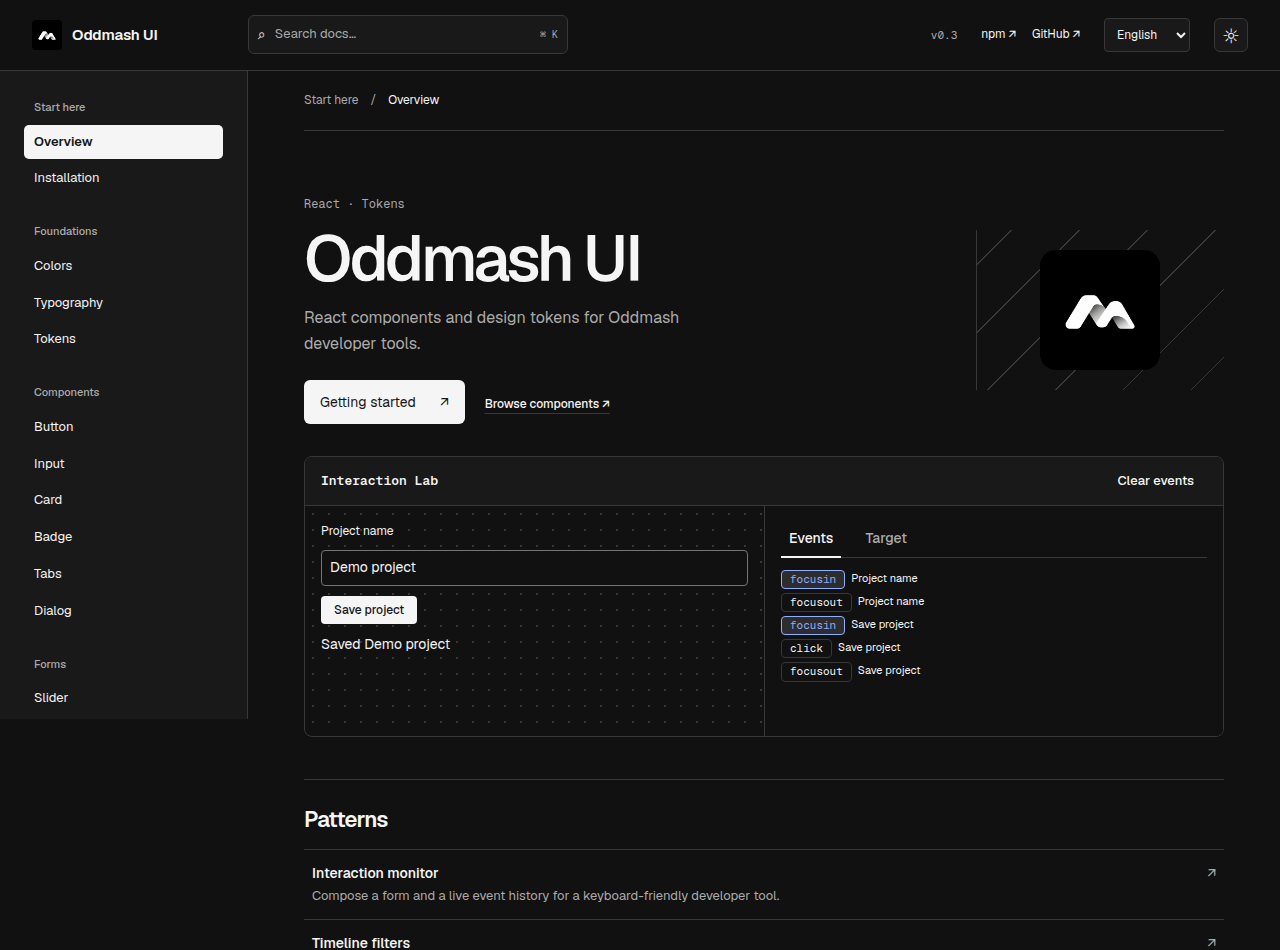 Oddmash UI
Search docs…
⌘ K
v0.3
npm ↗
GitHub ↗
English
Start here
Overview
Installation
Foundations
Colors
Typography
Tokens
Components
Button
Input
Card
Badge
Tabs
Dialog
Forms
Slider
Start here / Overview
React · Tokens
Oddmash UI
React components and design tokens for Oddmash
developer tools.
Getting started ↗
Browse components ↗
Interaction Lab
Clear events
Project name
Demo project
Save project
Saved Demo project
Events Target
focusin Project name
focusout Project name
focusin Save project
click Save project
focusout Save project
Patterns
Interaction monitor ↗
Compose a form and a live event history for a keyboard-friendly developer tool.
Timeline filters ↗